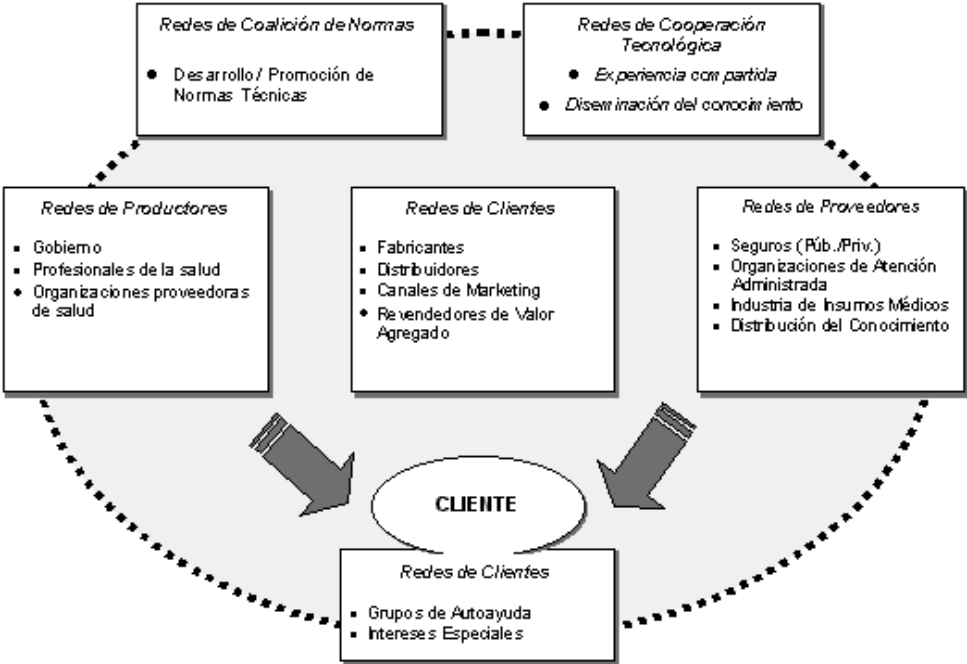 Redes de Coalición de Normas
• Desarrollo / Promoción de
Normas Técnicas
Redes de Cooperación
Tecnológica
• Experiencia compartida
• Diseminación del conocimiento
Redes de Productores
▪ Gobierno
▪ Profesionales de la salud
• Organizaciones proveedoras
de salud
Redes de Clientes
▪ Fabricantes
▪ Distribuidores
▪ Canales de Marketing
• Revendedores de Valor
Agregado
Redes de Proveedores
▪ Seguros (Púb./Priv.)
▪ Organizaciones de Atención
Administrada
▪ Industria de Insumos Médicos
▪ Distribución del Conocimiento
CLIENTE
Redes de Clientes
▪ Grupos de Autoayuda
▪ Intereses Especiales